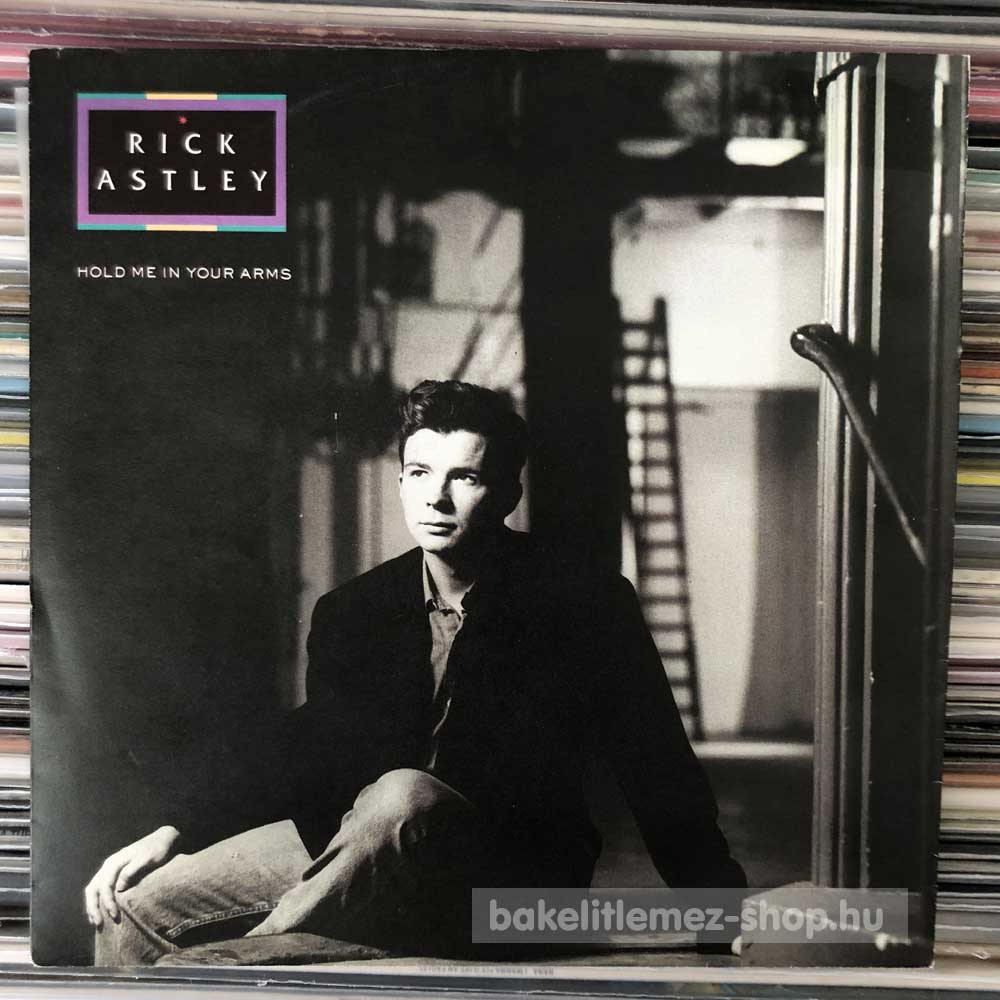 RICK
ASTLEY
HOLD ME IN YOUR ARMS
bakelitlemez-shop.hu